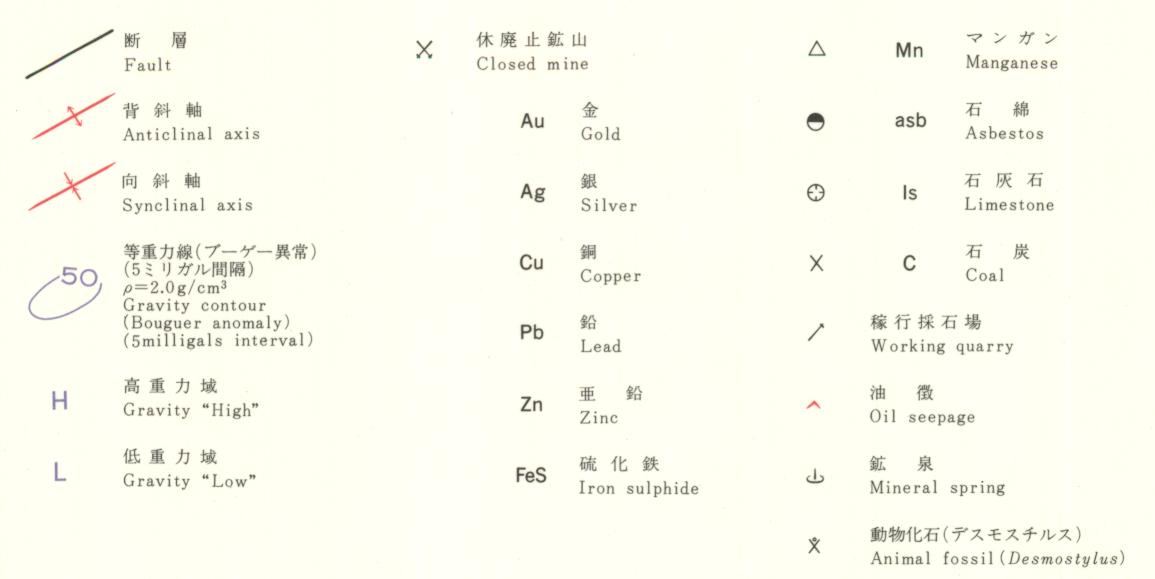 断層
Fault
背斜軸
Anticlinal axis
向斜軸
Synclinal axis
50
等重力線(ブーゲー異常)
(5ミリガル間隔)
ρ=2.0g/cm³
Gravity contour
(Bouguer anomaly)
(5milligals interval)
H
高重力域
Gravity “High”
L
低重力域
Gravity “Low”
休廃止鉱山
Closed mine
Au
金
Gold
Ag
銀
Silver
Cu
銅
Copper
Pb
鉛
Lead
Zn
亜鉛
Zinc
FeS
硫化鉄
Iron sulphide
Mn
マンガン
Manganese
asb
石綿
Asbestos
ls
石灰石
Limestone
C
石炭
Coal
稼行採石場
Working quarry
油徴
Oil seepage
鉱泉
Mineral spring
動物化石(デスモスチルス)
Animal fossil(Desmostylus)